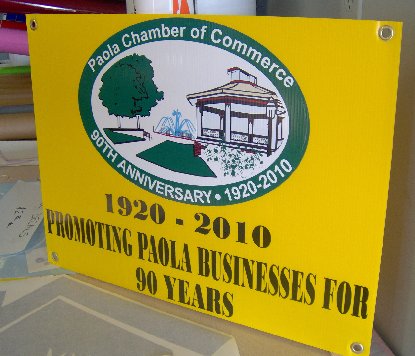 Paola Chamber of Commerce
90TH ANNIVERSARY • 1920-2010
1920 - 2010
PROMOTING PAOLA BUSINESSES FOR
90 YEARS